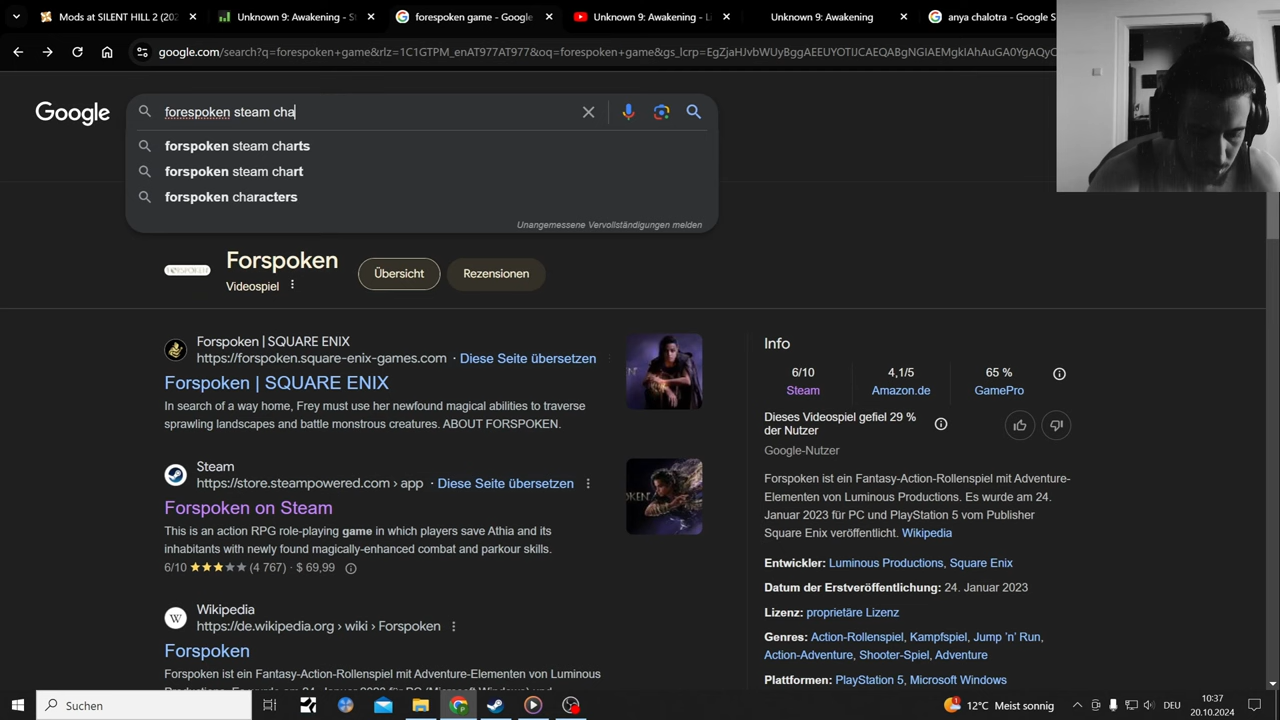 Mods at SILENT HILL 2 (202
Unknown 9: Awakening - S
forespoken game - Google
Unknown 9: Awakening - Li
Unknown 9: Awakening
anya chalotra - Google S
google.com/search?q=forespoken+game&rlz=1C1GTPM_enAT977AT977&oq=forespoken+game&gs_lcrp=EgZjaHJvbWUyBggAEEUYOTIJCAEQABgNGIAEMgkIAhAuGA0YgAQyC
Google
forespoken steam cha
forspoken steam charts
forspoken steam chart
forspoken characters
Unangemessene Vervollständigungen melden
FORSPOKEN
Forspoken
Videospiel
Übersicht
Rezensionen
Forspoken | SQUARE ENIX
https://forspoken.square-enix-games.com · Diese Seite übersetzen
Forspoken | SQUARE ENIX
In search of a way home, Frey must use her newfound magical abilities to traverse
sprawling landscapes and battle monstrous creatures. ABOUT FORSPOKEN.
Steam
https://store.steampowered.com › app · Diese Seite übersetzen
Forspoken on Steam
This is an action RPG role-playing game in which players save Athia and its
inhabitants with newly found magically-enhanced combat and parkour skills.
6/10 (4 767) · $ 69,99
W
Wikipedia
https://de.wikipedia.org › wiki › Forspoken
Forspoken
Forspoken ist ein Fantasy-Action-Rollenspiel mit Adventure-Elementen von Luminous
Info
6/10
Steam
4,1/5
Amazon.de
65 %
GamePro
Dieses Videospiel gefiel 29 %
der Nutzer
Google-Nutzer
Forspoken ist ein Fantasy-Action-Rollenspiel mit Adventure-
Elementen von Luminous Productions. Es wurde am 24.
Januar 2023 für PC und PlayStation 5 vom Publisher
Square Enix veröffentlicht. Wikipedia
Entwickler: Luminous Productions, Square Enix
Datum der Erstveröffentlichung: 24. Januar 2023
Lizenz: proprietäre Lizenz
Genres: Action-Rollenspiel, Kampfspiel, Jump ’n’ Run,
Action-Adventure, Shooter-Spiel, Adventure
Plattformen: PlayStation 5, Microsoft Windows
Suchen
12°C Meist sonnig
DEU
10:37
20.10.2024